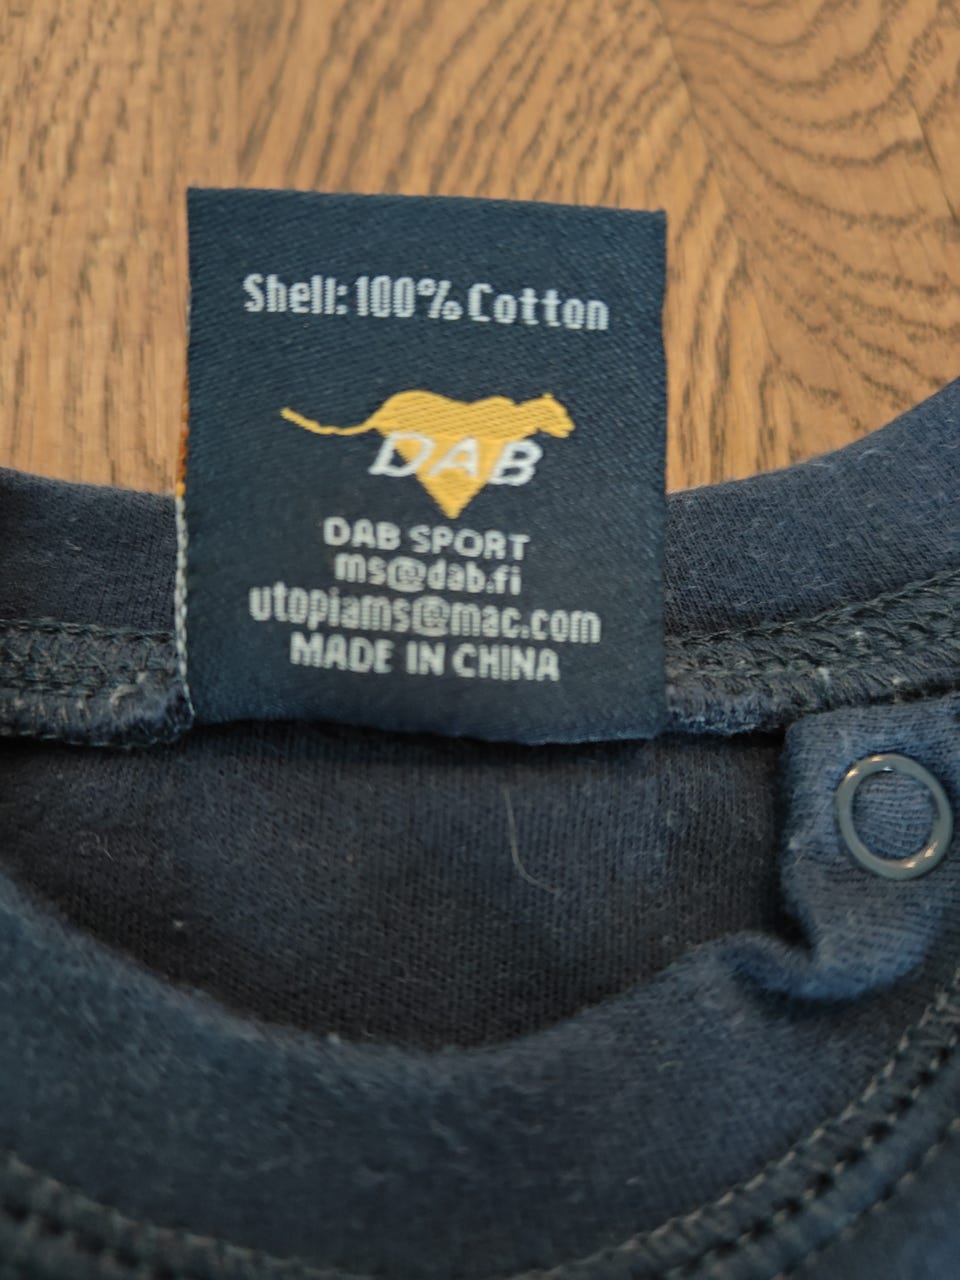 Shell: 100% Cotton
DAB
DAB SPORT
ms@dab.fi
utopiams@mac.com
MADE IN CHINA